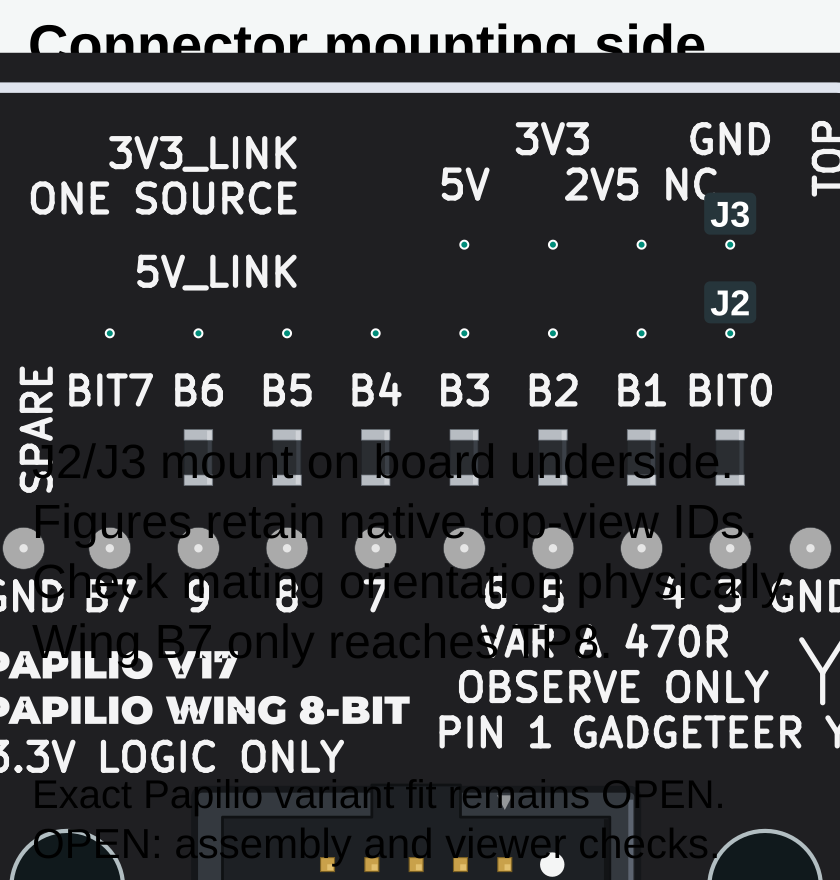 Connector mounting side
3V3 GND
3V3_LINK
ONE SOURCE
5V 2V5 NC
TOP
J3
5V_LINK
J2
SPARE
BIT7 B6 B5 B4 B3 B2 B1 BIT0
J2/J3 mount on board underside.
Figures retain native top-view IDs.
Check mating orientation physically.
GND B7 9 8 7 6 5 4 3 GND
Wing B7 only reaches TP8.
VAR A 470R
PAPILIO V17
OBSERVE ONLY
PAPILIO WING 8-BIT
PIN 1 GADGETEER Y
3.3V LOGIC ONLY
Exact Papilio variant fit remains OPEN.
OPEN: assembly and viewer checks.